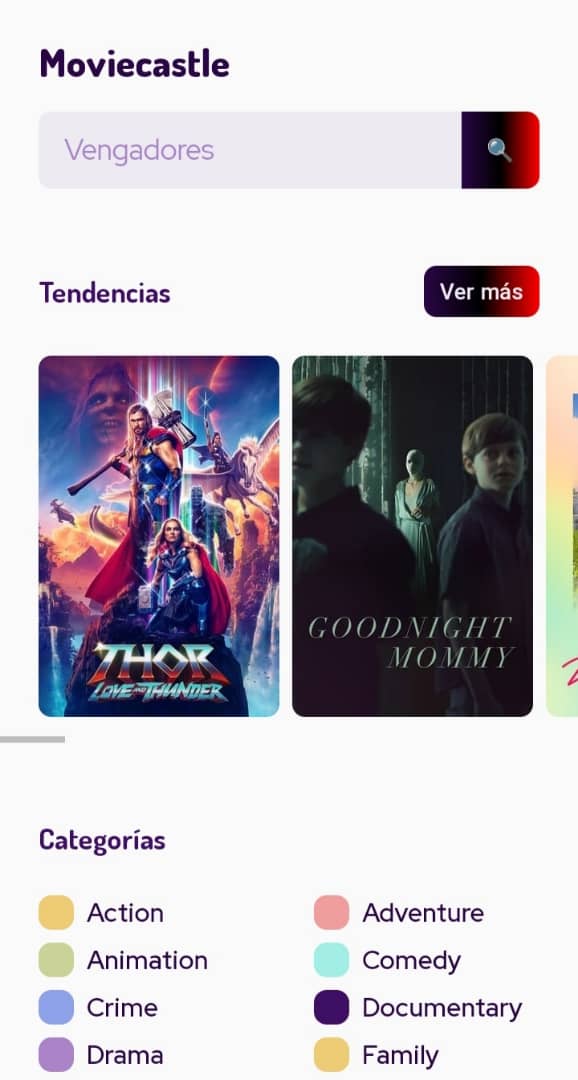 Moviecastle
Vengadores
Tendencias
Ver más
THOR
LOVE AND THUNDER
GOODNIGHT
MOMMY
Categorías
Action
Adventure
Animation
Comedy
Crime
Documentary
Drama
Family